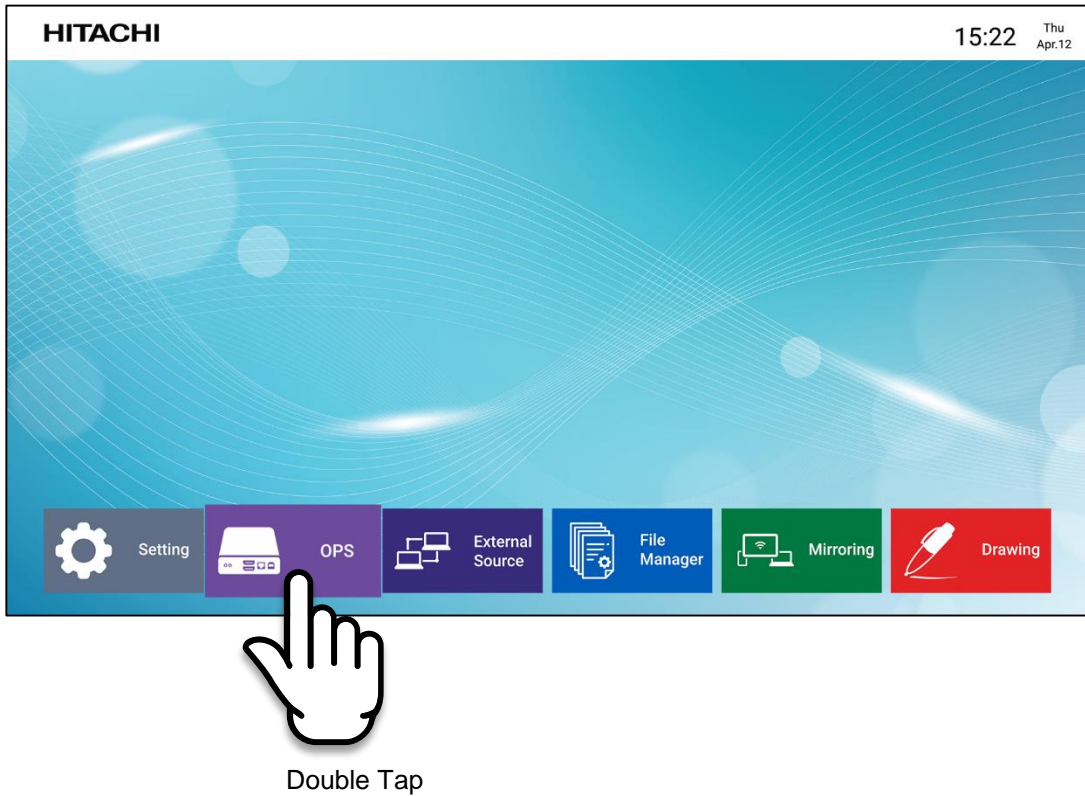 HITACHI
15:22
Thu
Apr.12
Setting
OPS
External
Source
File
Manager
Mirroring
Drawing
Double Tap